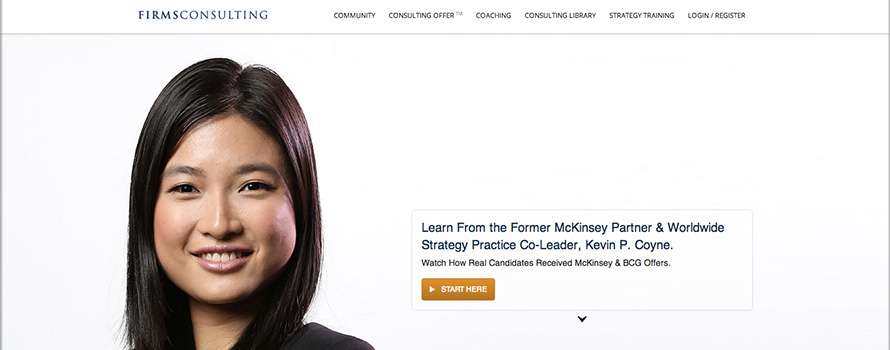 FIRMSCONSULTING
COMMUNITY CONSULTING OFFER™ COACHING CONSULTING LIBRARY STRATEGY TRAINING LOGIN / REGISTER
Learn From the Former McKinsey Partner & Worldwide
Strategy Practice Co-Leader, Kevin P. Coyne.
Watch How Real Candidates Received McKinsey & BCG Offers.
START HERE